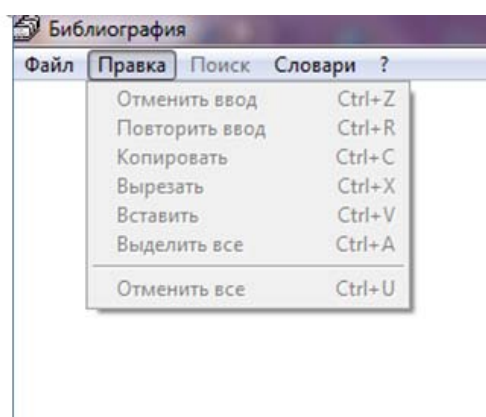 Библиография
Файл Правка Поиск Словари ?
Отменить ввод Ctrl+Z
Повторить ввод Ctrl+R
Копировать Ctrl+C
Вырезать Ctrl+X
Вставить Ctrl+V
Выделить все Ctrl+A
Отменить все Ctrl+U